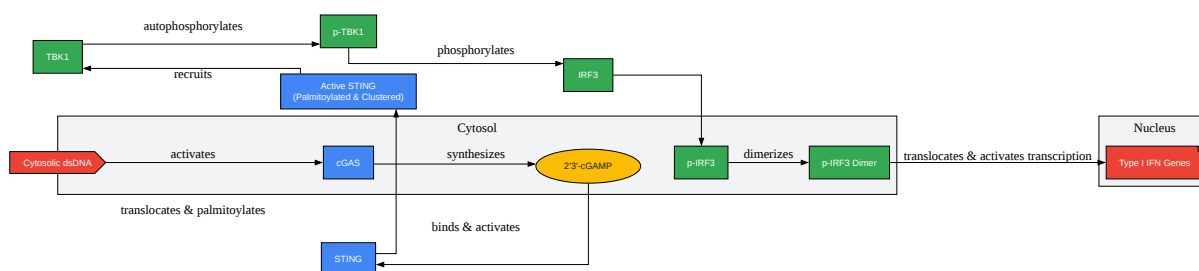 autophosphorylates
p-TBK1
TBK1
phosphorylates
recruits
IRF3
Active STING
(Palmitoylated & Clustered)
Cytosol
Nucleus
Cytosolic dsDNA
activates
cGAS
synthesizes
2'3'-cGAMP
p-IRF3
dimerizes
p-IRF3 Dimer
translocates & activates transcription
Type I IFN Genes
translocates & palmitoylates
binds & activates
STING